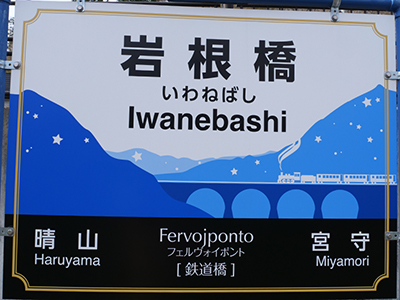 岩根橋
いわねばし
Iwanebashi
晴山
Haruyama
Fervojponto
フェルヴォイポント
[鉄道橋]
宮守
Miyamori